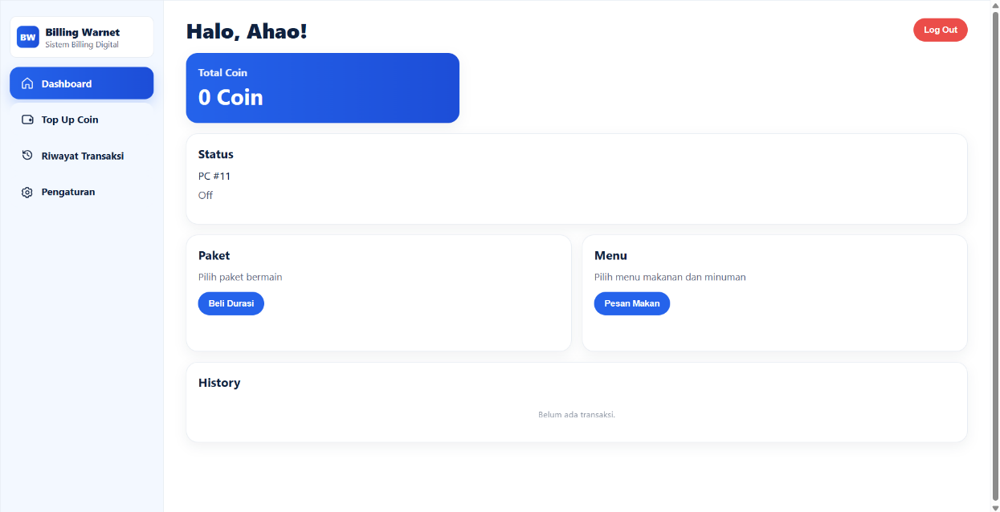 BW
Billing Warnet
Sistem Billing Digital
Dashboard
Top Up Coin
Riwayat Transaksi
Pengaturan
Halo, Ahao!
Log Out
Total Coin
0 Coin
Status
PC #11
Off
Paket
Pilih paket bermain
Beli Durasi
Menu
Pilih menu makanan dan minuman
Pesan Makan
History
Belum ada transaksi.